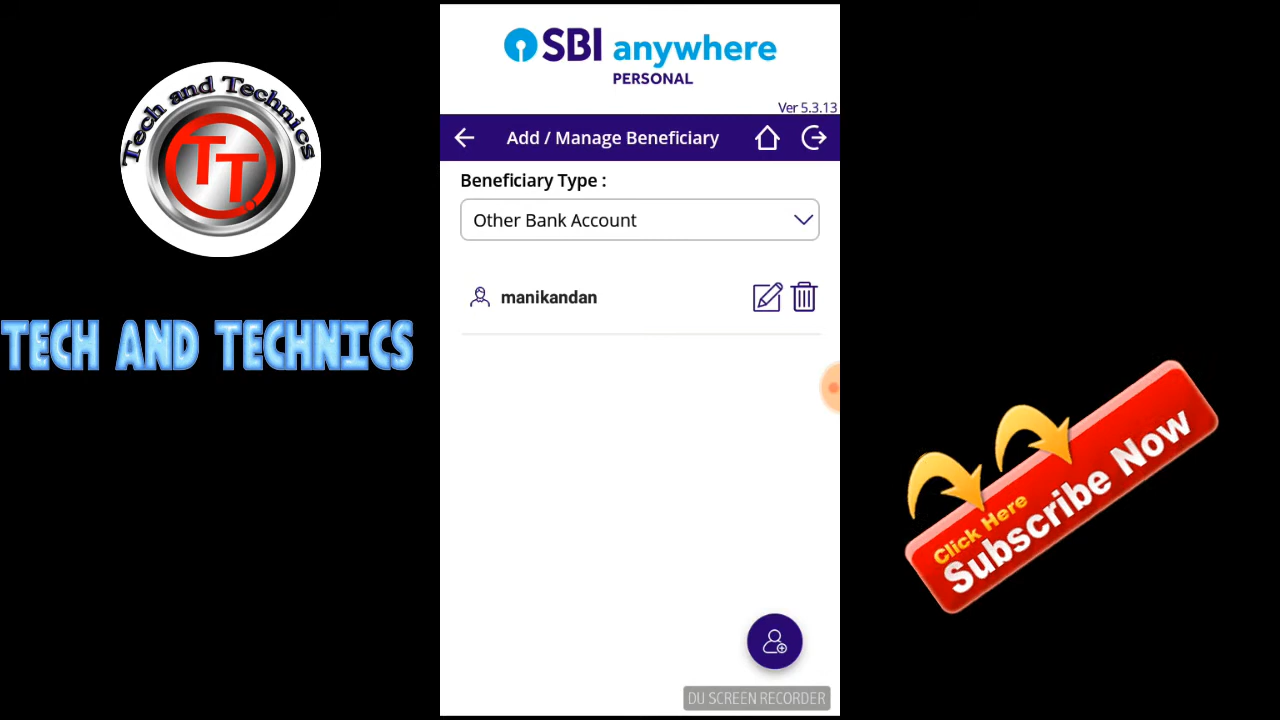 Tech and Technics
TT.
TECH AND TECHNICS
SBI anywhere
PERSONAL
Ver 5.3.13
Add / Manage Beneficiary
Beneficiary Type :
Other Bank Account
manikandan
Click Here
Subscribe Now
DU SCREEN RECORDER